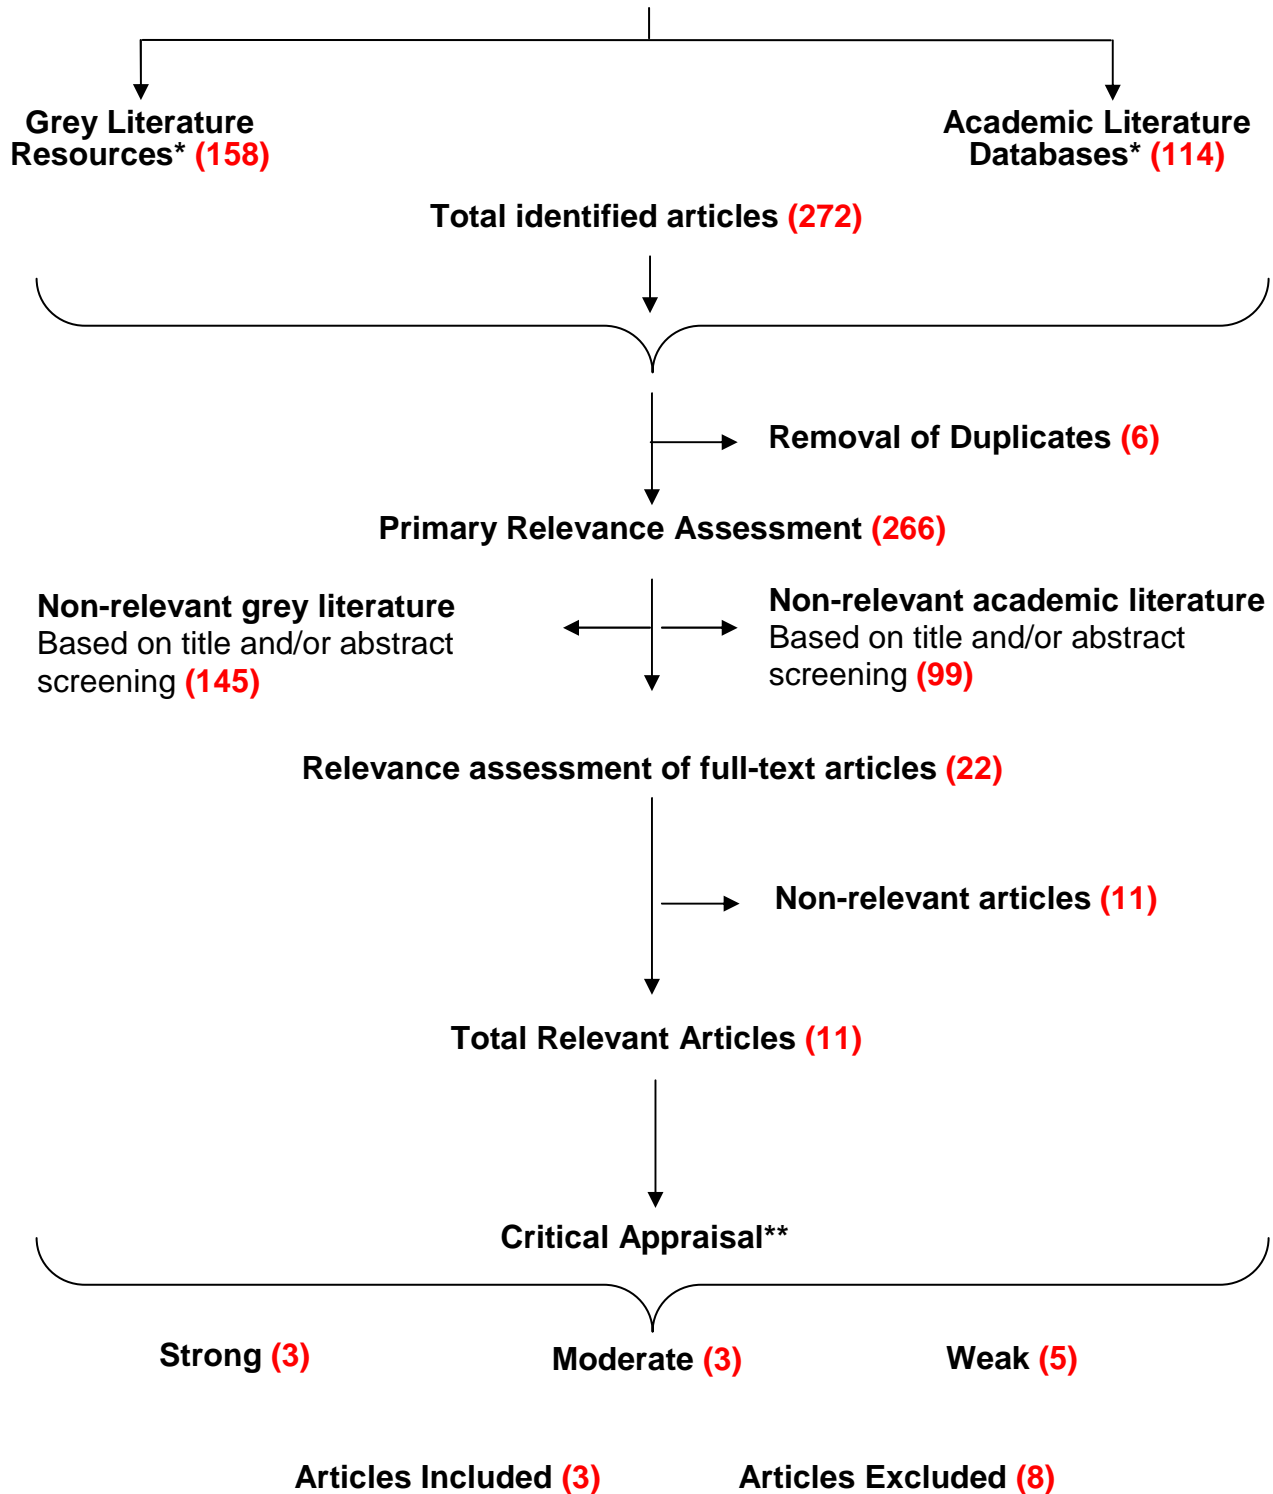 Grey Literature
Resources* (158)
Academic Literature
Databases* (114)
Total identified articles (272)
Removal of Duplicates (6)
Primary Relevance Assessment (266)
Non-relevant grey literature
Based on title and/or abstract
screening (145)
Non-relevant academic literature
Based on title and/or abstract
screening (99)
Relevance assessment of full-text articles (22)
Non-relevant articles (11)
Total Relevant Articles (11)
Critical Appraisal**
Strong (3)
Moderate (3)
Weak (5)
Articles Included (3)
Articles Excluded (8)